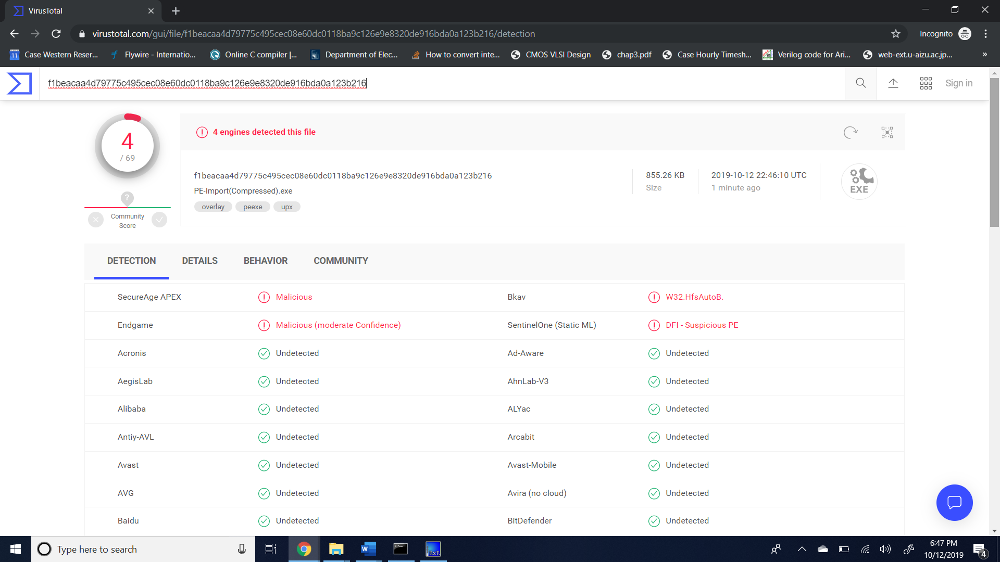 VirusTotal
virustotal.com/gui/file/f1beacaa4d79775c495cec08e60dc0118ba9c126e9e8320de916bda0a123b216/detection
Incognito
11 Case Western Reser... Flywire - Internatio... Online C compiler |... Department of Elec... How to convert inte... CMOS VLSI Design chap3.pdf Case Hourly Timesh... Verilog code for Ari... web-ext.u-aizu.ac.jp... »
f1beacaa4d79775c495cec08e60dc0118ba9c126e9e8320de916bda0a123b216
Sign in
4
/ 69
?
Community
Score
4 engines detected this file
f1beacaa4d79775c495cec08e60dc0118ba9c126e9e8320de916bda0a123b216
PE-Import(Compressed).exe
overlay peexe upx
855.26 KB
Size
2019-10-12 22:46:10 UTC
1 minute ago
EXE
DETECTION DETAILS BEHAVIOR COMMUNITY
SecureAge APEX Malicious Bkav W32.HfsAutoB.
Endgame Malicious (moderate Confidence) SentinelOne (Static ML) DFI - Suspicious PE
Acronis Undetected Ad-Aware Undetected
AegisLab Undetected AhnLab-V3 Undetected
Alibaba Undetected ALYac Undetected
Antiy-AVL Undetected Arcabit Undetected
Avast Undetected Avast-Mobile Undetected
AVG Undetected Avira (no cloud) Undetected
Baidu Undetected BitDefender Undetected
Type here to search
W
EXE
6:47 PM
10/12/2019
4